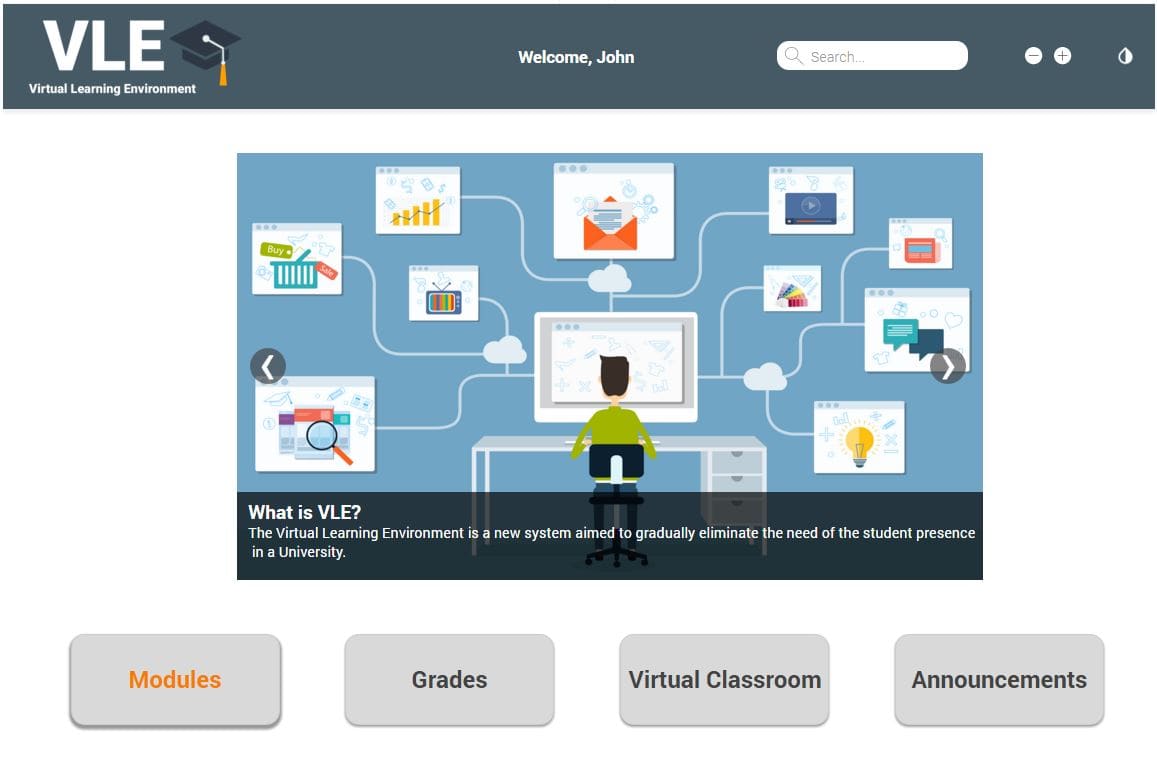 VLE
Virtual Learning Environment
Welcome, John
Search...
Buy
Sale
What is VLE?
The Virtual Learning Environment is a new system aimed to gradually eliminate the need of the student presence
in a University.
Modules
Grades
Virtual Classroom
Announcements